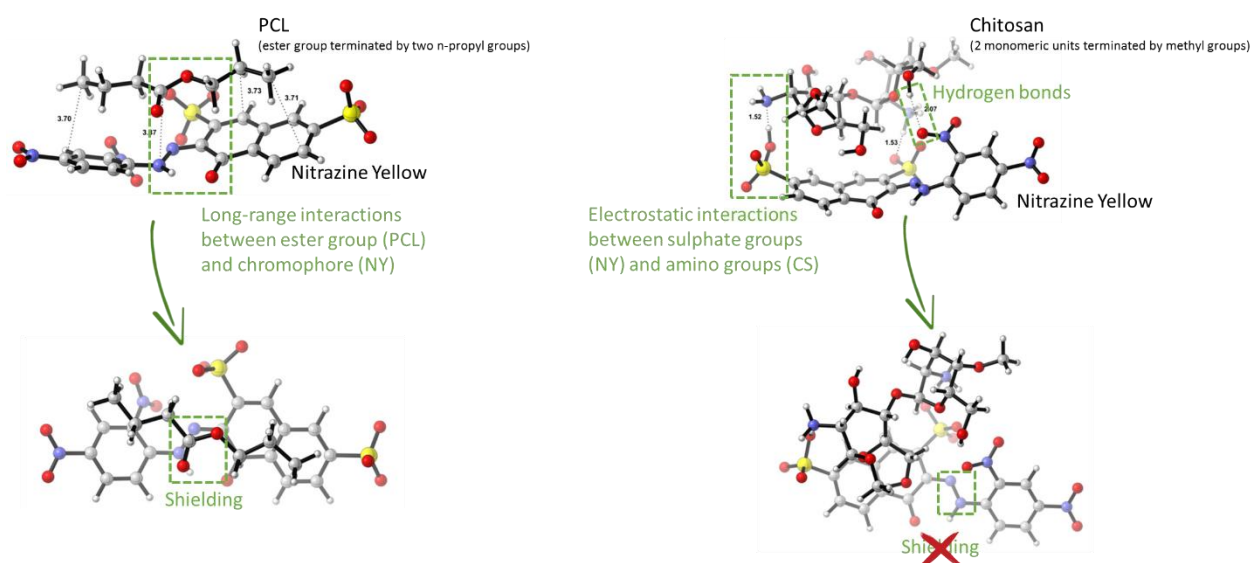 PCL
(ester group terminated by two n-propyl groups)
3.70
3.37
3.73
3.71
Nitrazine Yellow
Long-range interactions
between ester group (PCL)
and chromophore (NY)
Shielding
Chitosan
(2 monomeric units terminated by methyl groups)
Hydrogen bonds
1.52
2.07
1.53
Nitrazine Yellow
Electrostatic interactions
between sulphate groups
(NY) and amino groups (CS)
Shielding